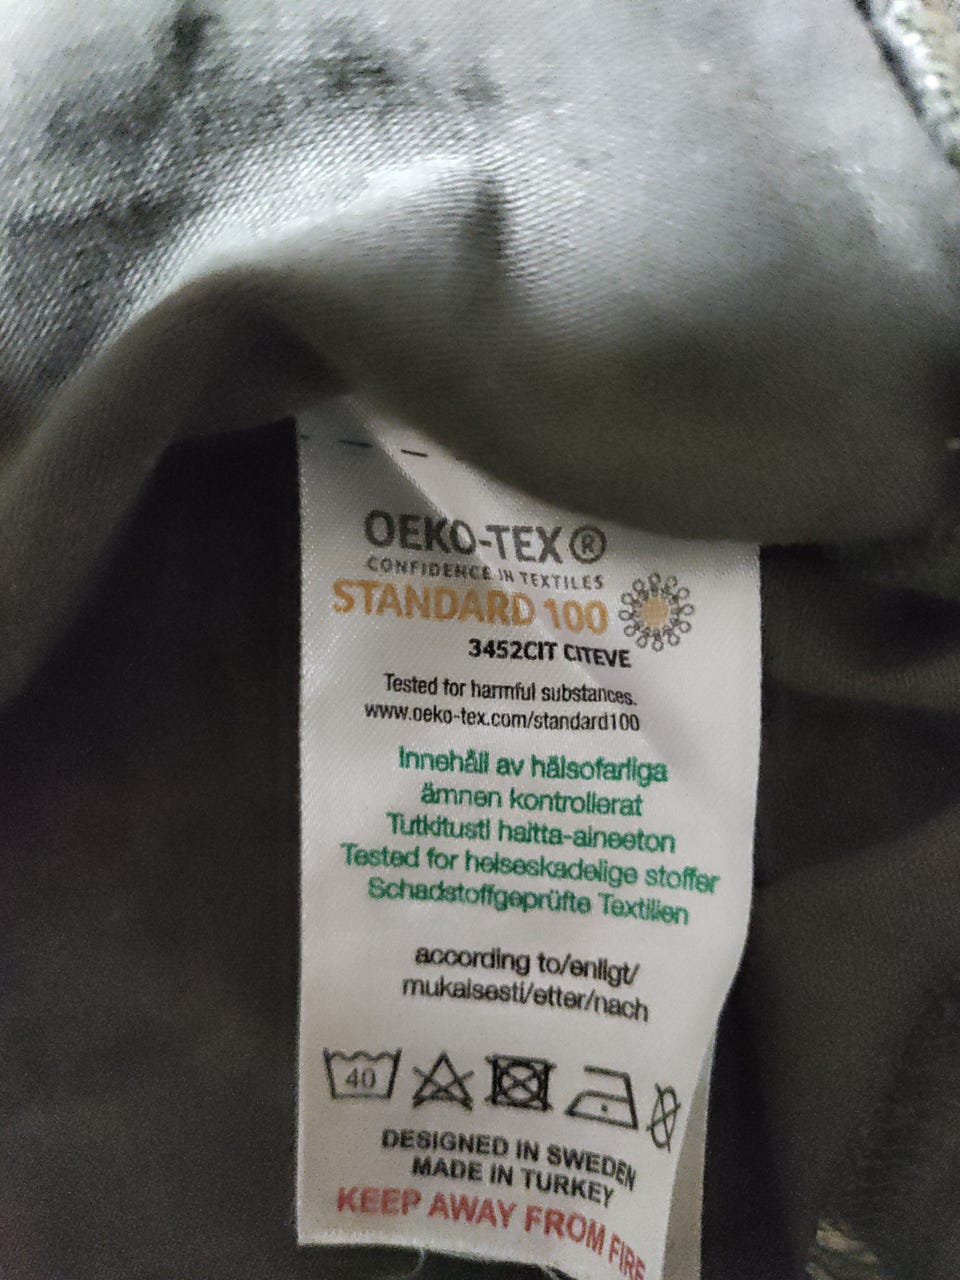 OEKO-TEX®
CONFIDENCE IN TEXTILES
STANDARD 100
3452CIT CITEVE
Tested for harmful substances.
www.oeko-tex.com/standard100
Innehåll av hälsofarliga
ämnen kontrollerat
Tutkitusti haitta-aineeton
Tested for helseskadelige stoffer
Schadstoffgeprüfte Textilien
according to/enligt/
mukaisesti/etter/nach
40
DESIGNED IN SWEDEN
MADE IN TURKEY
KEEP AWAY FROM FIRE